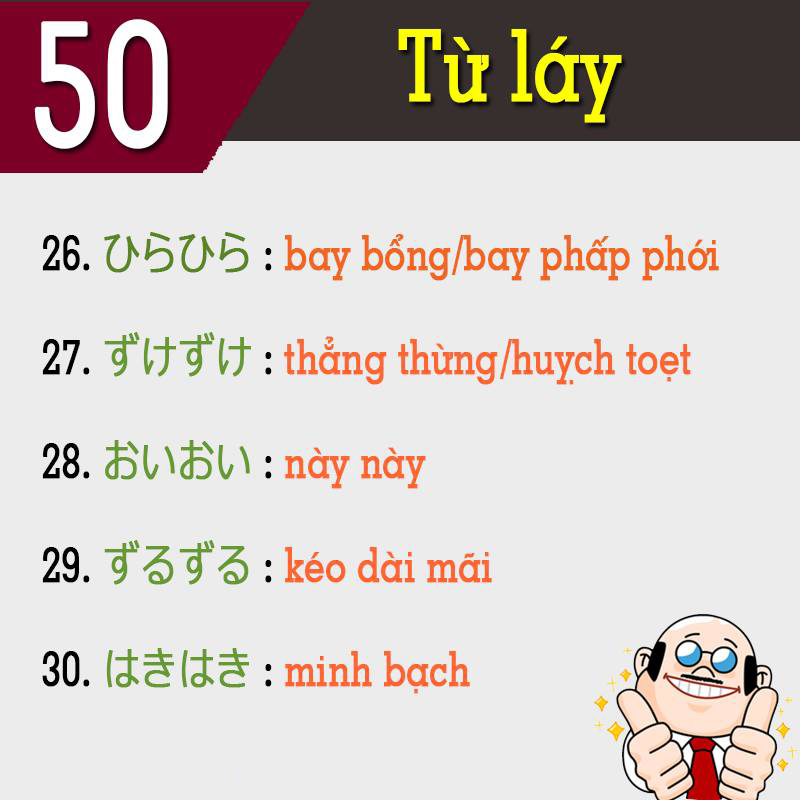 50
Từ láy
26. ひらひら : bay bổng/bay phấp phới
27. ずけずけ : thẳng thừng/huỵch toẹt
28. おいおい : này này
29. ずるずる : kéo dài mãi
30. はきはき : minh bạch